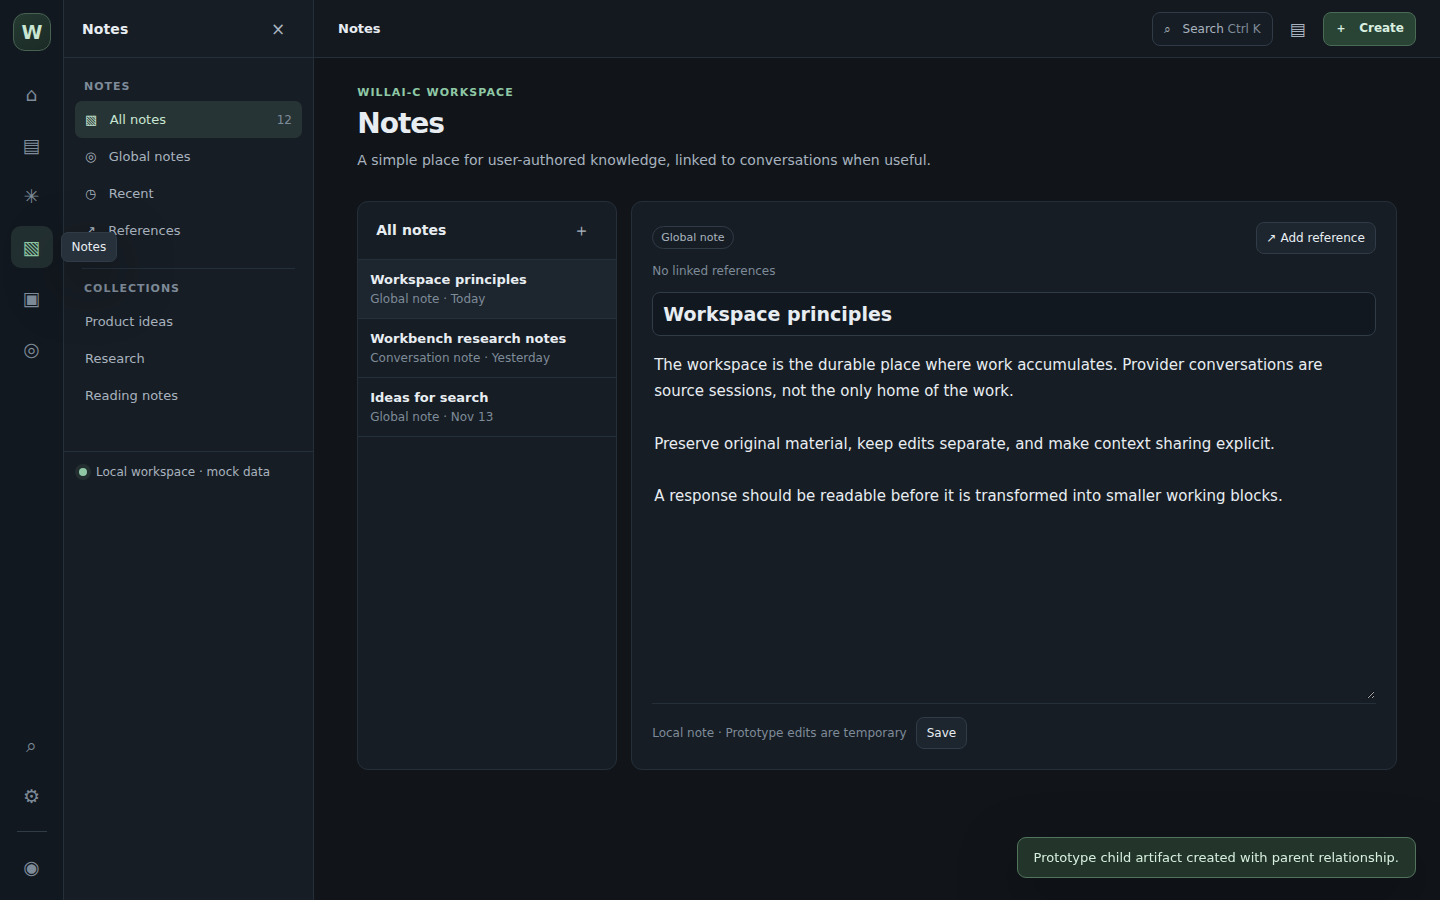 W
Notes
Notes
Search Ctrl K
+ Create
NOTES
All notes 12
Global notes
Recent
References
Notes
COLLECTIONS
Product ideas
Research
Reading notes
Local workspace · mock data
WILLAI-C WORKSPACE
Notes
A simple place for user-authored knowledge, linked to conversations when useful.
All notes +
Workspace principles
Global note · Today
Workbench research notes
Conversation note · Yesterday
Ideas for search
Global note · Nov 13
Global note
↗ Add reference
No linked references
Workspace principles
The workspace is the durable place where work accumulates. Provider conversations are
source sessions, not the only home of the work.
Preserve original material, keep edits separate, and make context sharing explicit.
A response should be readable before it is transformed into smaller working blocks.
Local note · Prototype edits are temporary
Save
Prototype child artifact created with parent relationship.